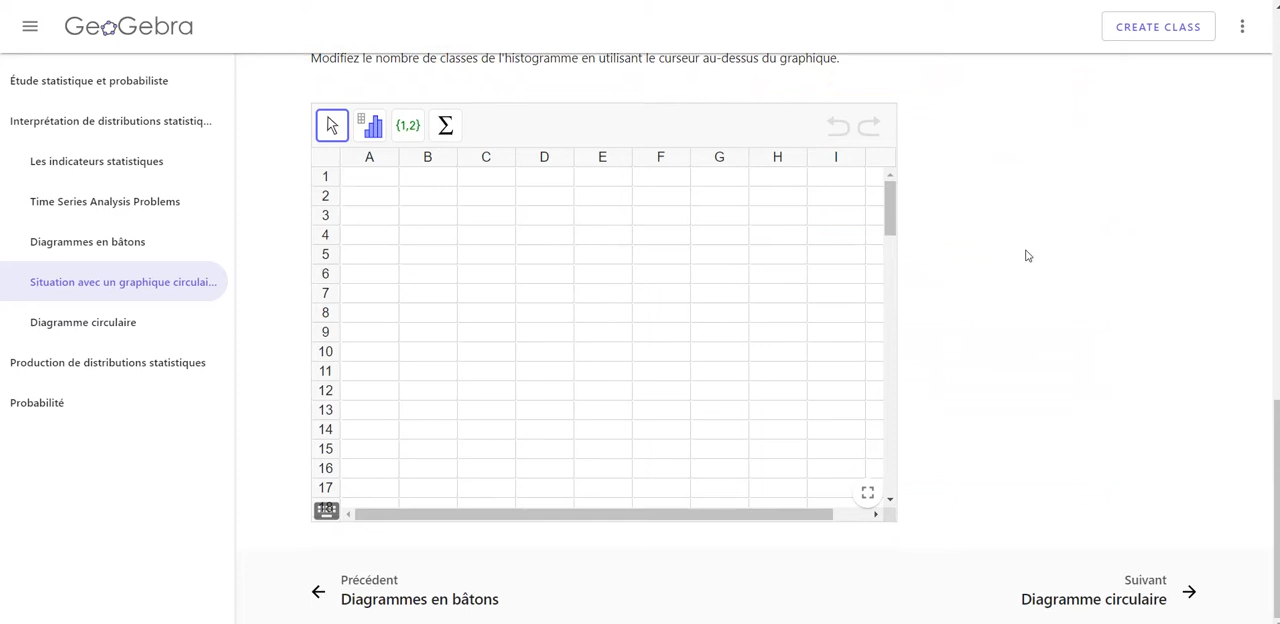 GeoGebra
CREATE CLASS
Étude statistique et probabiliste
Interprétation de distributions statistiq...
Les indicateurs statistiques
Time Series Analysis Problems
Diagrammes en bâtons
Situation avec un graphique circulai...
Diagramme circulaire
Production de distributions statistiques
Probabilité
Modifiez le nombre de classes de l'histogramme en utilisant le curseur au-dessus du graphique.
{1,2} Σ
A B C D E F G H I
1
2
3
4
5
6
7
8
9
10
11
12
13
14
15
16
17
18
Précédent
Diagrammes en bâtons
Suivant
Diagramme circulaire